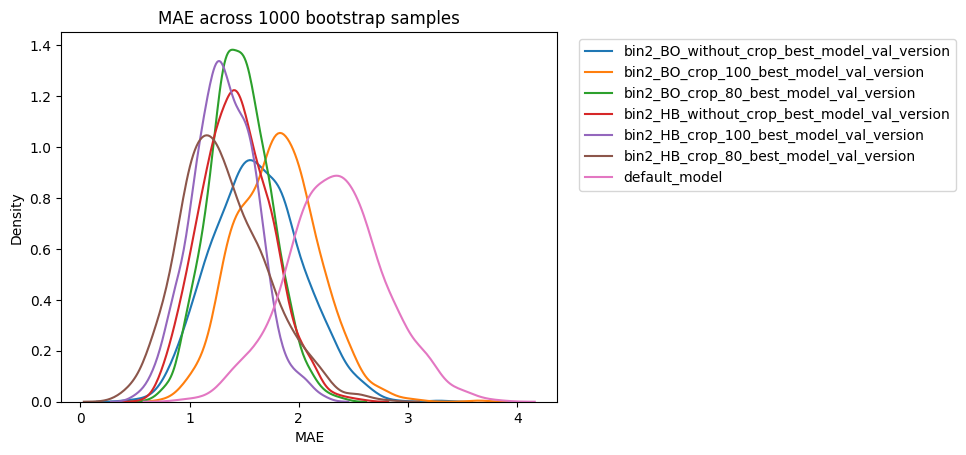 MAE across 1000 bootstrap samples
1.4
1.2
1.0
0.8
0.6
0.4
0.2
0.0
Density
0
1
2
3
4
MAE
bin2_BO_without_crop_best_model_val_version
bin2_BO_crop_100_best_model_val_version
bin2_BO_crop_80_best_model_val_version
bin2_HB_without_crop_best_model_val_version
bin2_HB_crop_100_best_model_val_version
bin2_HB_crop_80_best_model_val_version
default_model